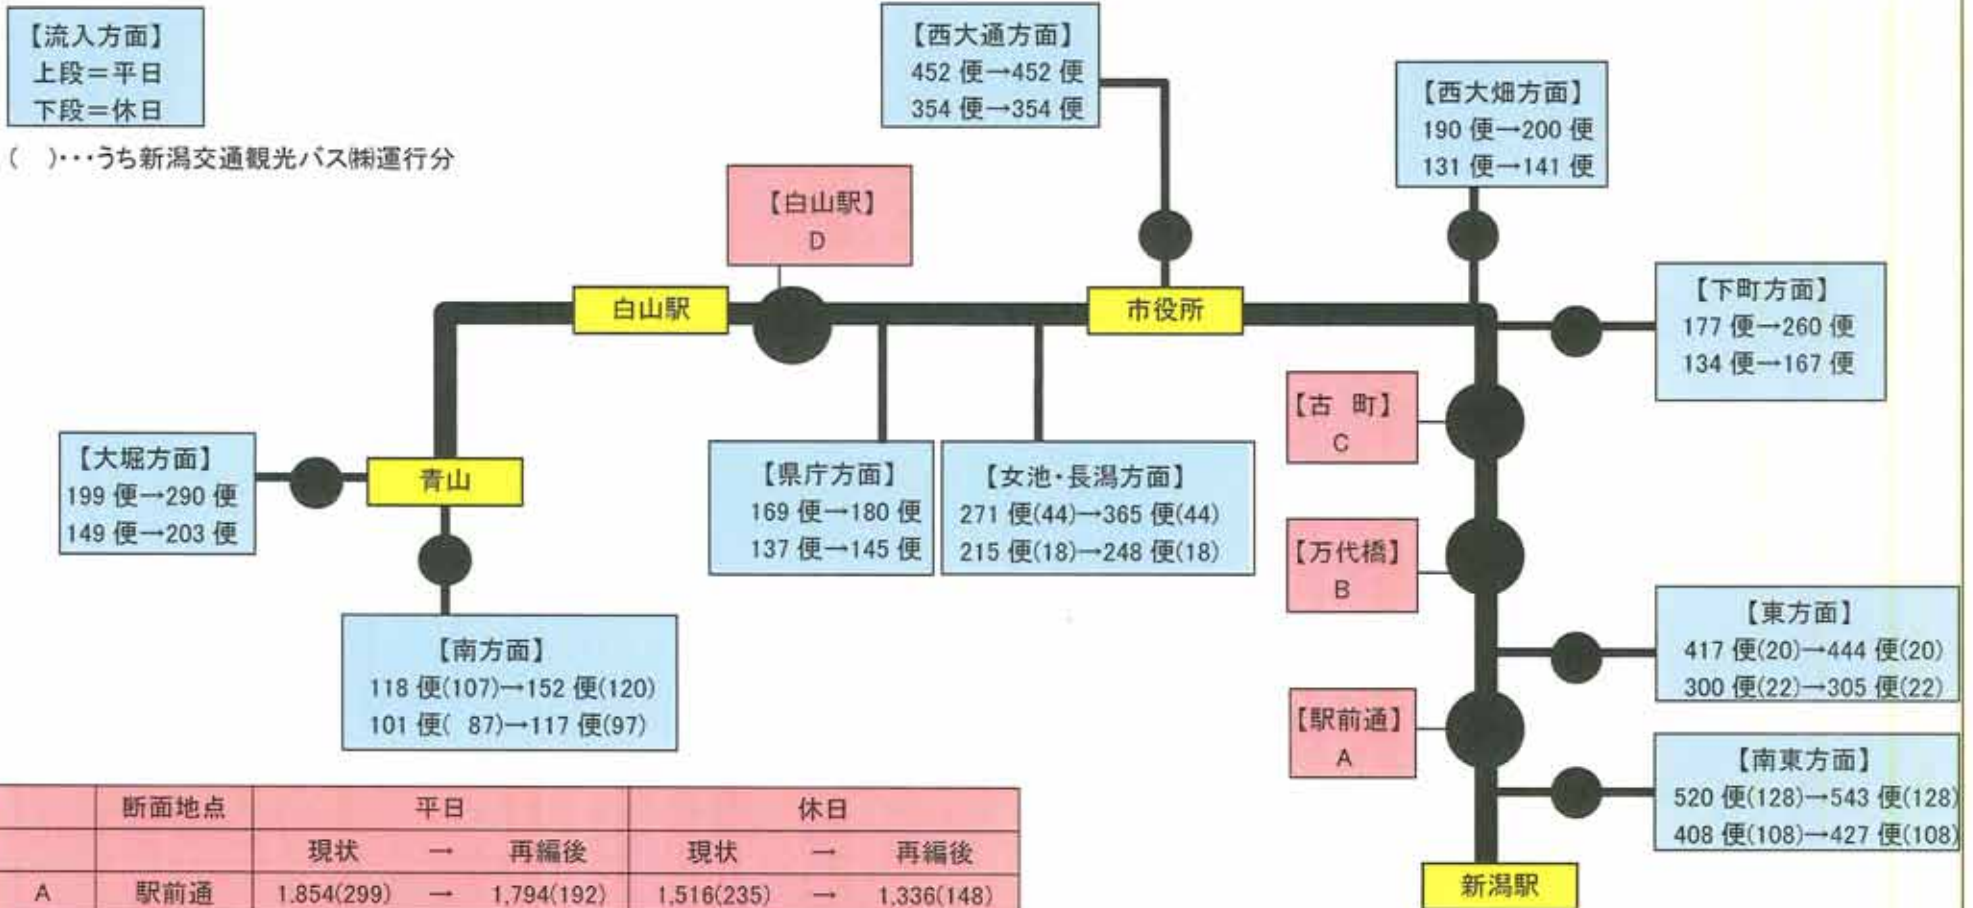 【流入方面】
上段＝平日
下段＝休日
(　)･･･うち新潟交通観光バス㈱運行分
【西大通方面】
452 便→452 便
354 便→354 便
【西大畑方面】
190 便→200 便
131 便→141 便
【白山駅】
D
白山駅
市役所
【下町方面】
177 便→260 便
134 便→167 便
【古　町】
C
【大堀方面】
199 便→290 便
149 便→203 便
青山
【県庁方面】
169 便→180 便
137 便→145 便
【女池・長潟方面】
271 便(44)→365 便(44)
215 便(18)→248 便(18)
【万代橋】
B
【南方面】
118 便(107)→152 便(120)
101 便( 87)→117 便(97)
【東方面】
417 便(20)→444 便(20)
300 便(22)→305 便(22)
【駅前通】
A
【南東方面】
520 便(128)→543 便(128)
408 便(108)→427 便(108)
新潟駅
断面地点　平日　休日
現状　→　再編後　現状　→　再編後
A　駅前通　1,854(299)　→　1,794(192)　1,516(235)　→　1,336(148)